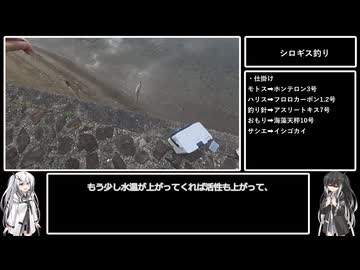 シロギス釣り
・仕掛け
モトス➡ホンテロン3号
ハリス➡フロロカーボン1.2号
釣り針➡アスリートキス7号
おもり➡海藻天秤10号
サシエ➡イシゴカイ
もう少し水温が上がってくれば活性も上がって、